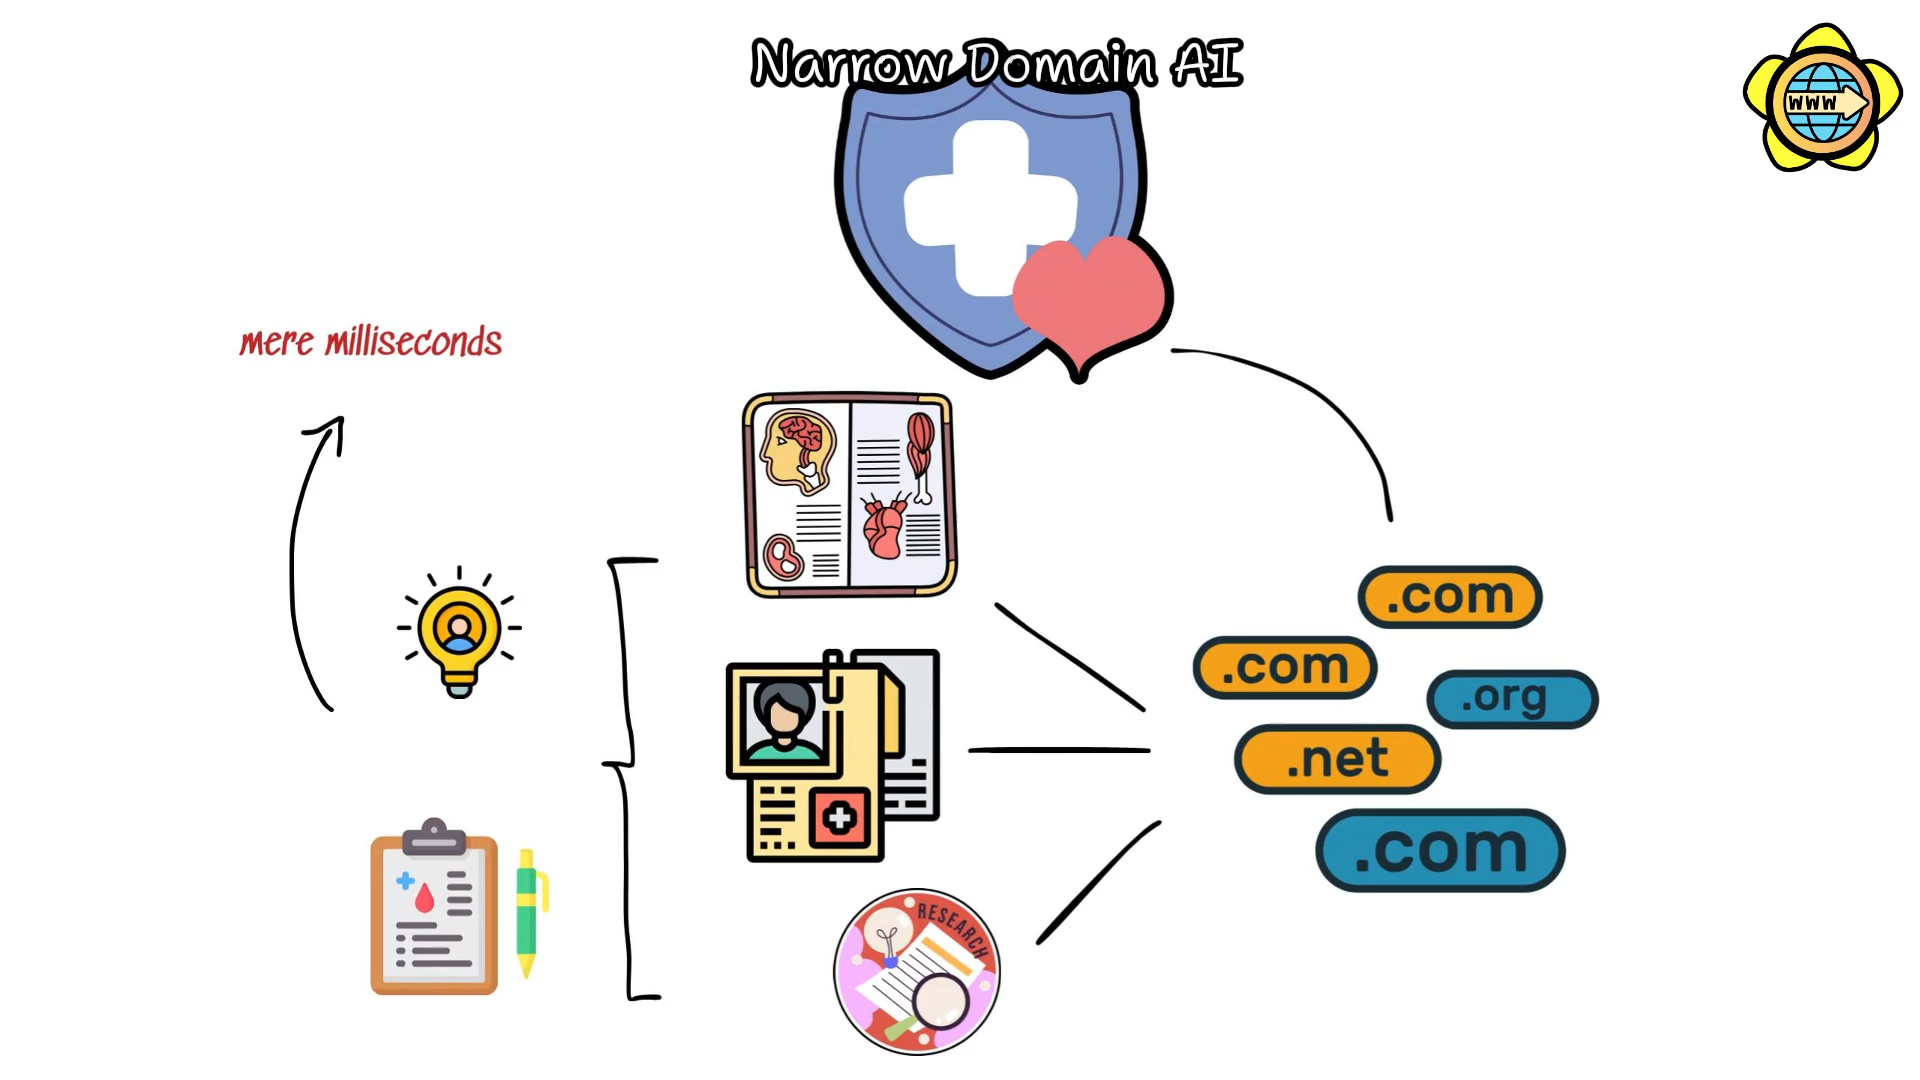 Narrow Domain AI
www
mere milliseconds
.com
.com
.org
.net
.com
RESEARCH